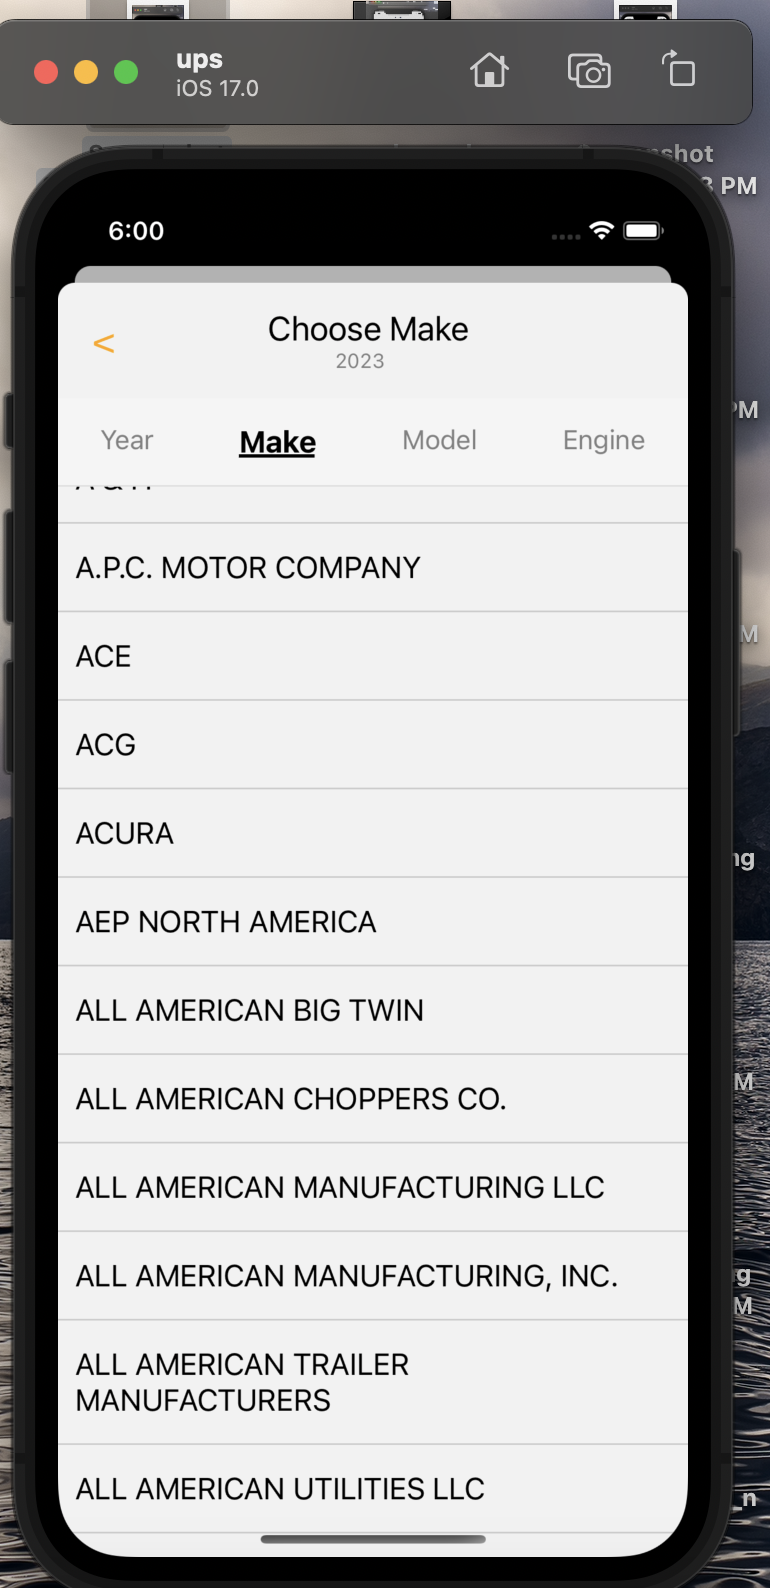 ups
iOS 17.0
shot
PM
6:00
PM
<
Choose Make
2023
Year
Make
Model
Engine
A.P.C. MOTOR COMPANY
ACE
ACG
ACURA
AEP NORTH AMERICA
ALL AMERICAN BIG TWIN
ALL AMERICAN CHOPPERS CO.
ALL AMERICAN MANUFACTURING LLC
ALL AMERICAN MANUFACTURING, INC.
ALL AMERICAN TRAILER
MANUFACTURERS
ALL AMERICAN UTILITIES LLC